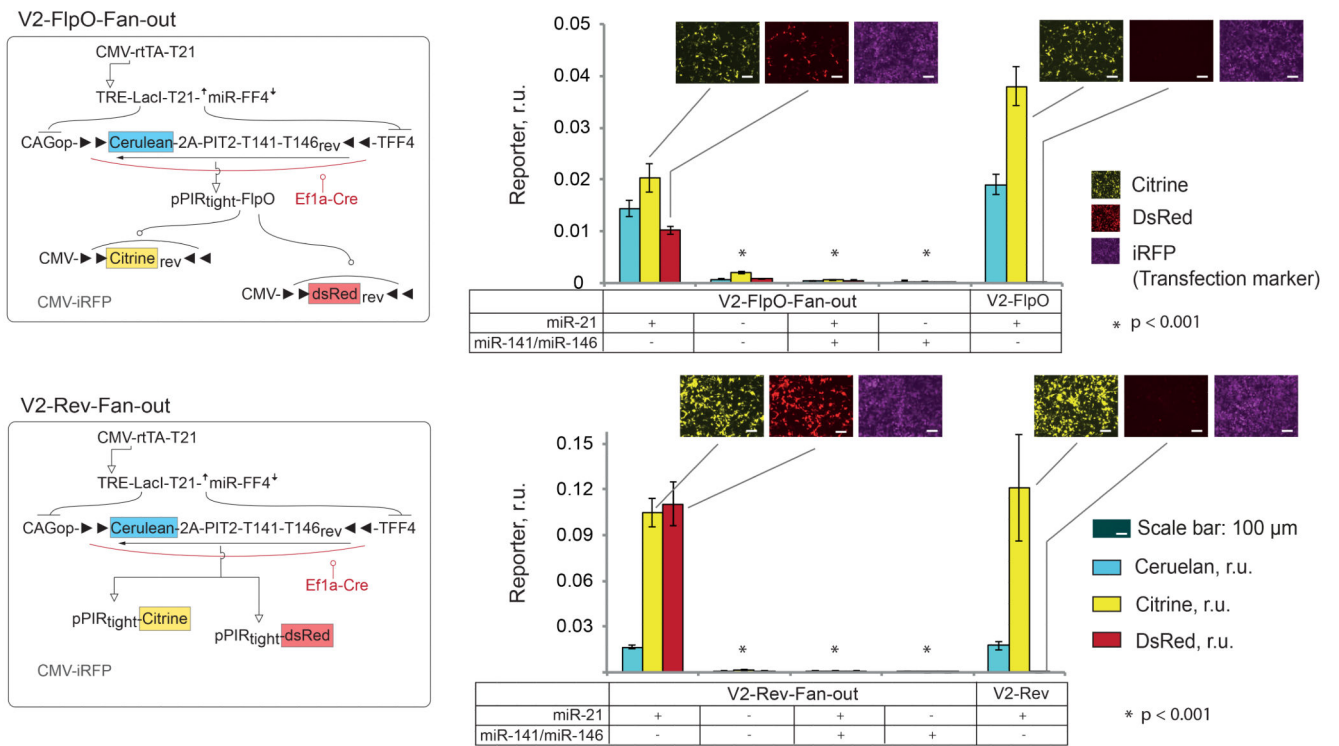 V2-FlpO-Fan-out
CMV-rtTA-T21
TRE-LacI-T21-↑miR-FF4↓
CAGop-▶▶Cerulean-2A-PIT2-T141-T146rev◀◀-TFF4
pPIRtight-FlpO
Ef1a-Cre
CMV-▶▶Citrine rev◀◀
CMV-▶▶dsRed rev◀◀
CMV-iRFP
Reporter, r.u.
0.05
0.04
0.03
0.02
0.01
0
* * *
V2-FlpO-Fan-out V2-FlpO
miR-21 + - + - +
miR-141/miR-146 - - + + -
Citrine
DsRed
iRFP
(Transfection marker)
* p < 0.001
V2-Rev-Fan-out
CMV-rtTA-T21
TRE-LacI-T21-↑miR-FF4↓
CAGop-▶▶Cerulean-2A-PIT2-T141-T146rev◀◀-TFF4
Ef1a-Cre
pPIRtight-Citrine
pPIRtight-dsRed
CMV-iRFP
Reporter, r.u.
0.15
0.12
0.09
0.06
0.03
* * *
V2-Rev-Fan-out V2-Rev
miR-21 + - + - +
miR-141/miR-146 - - + + -
Scale bar: 100 µm
Ceruelan, r.u.
Citrine, r.u.
DsRed, r.u.
* p < 0.001